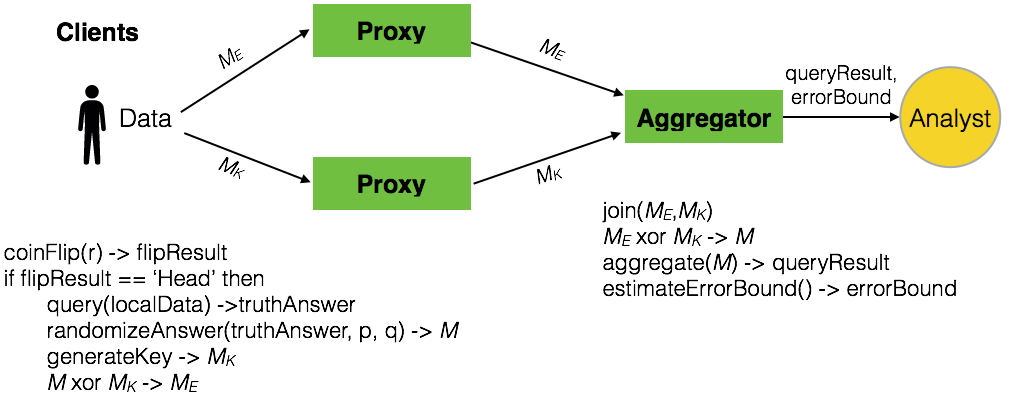 Clients
Proxy
M_E
M_E
queryResult,
errorBound
Data
Aggregator
Analyst
M_K
Proxy
M_K
coinFlip(r) -> flipResult
if flipResult == ‘Head’ then
query(localData) ->truthAnswer
randomizeAnswer(truthAnswer, p, q) -> M
generateKey -> M_K
M xor M_K -> M_E
join(M_E,M_K)
M_E xor M_K -> M
aggregate(M) -> queryResult
estimateErrorBound() -> errorBound